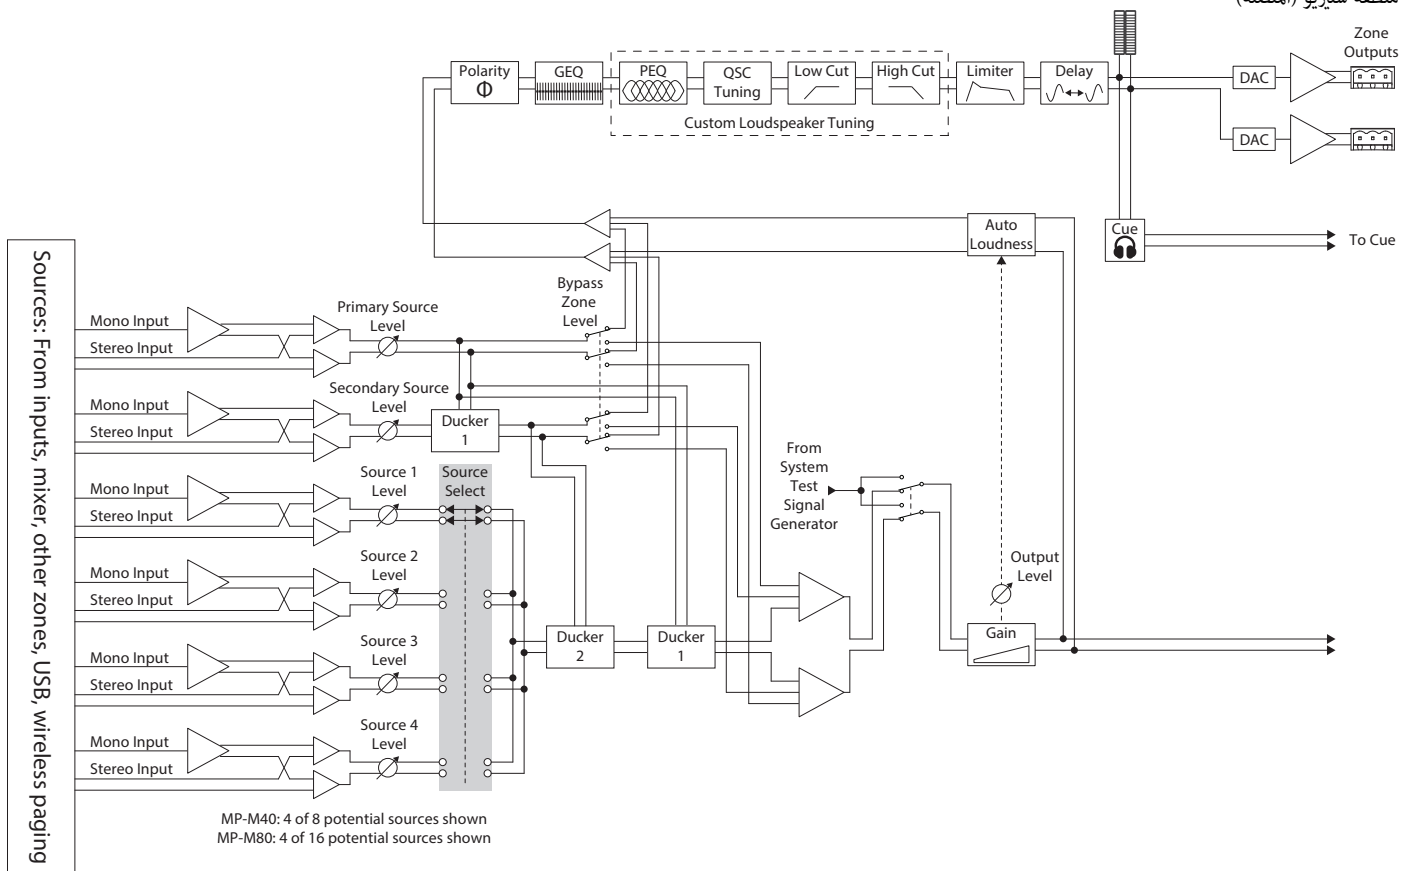 منطقة ستيريو (المنطقة)
Zone
Outputs
Polarity
Φ
GEQ
PEQ
QSC
Tuning
Low Cut
High Cut
Limiter
Delay
DAC
Custom Loudspeaker Tuning
DAC
Auto
Loudness
Cue
To Cue
Sources: From inputs, mixer, other zones, USB, wireless paging
Bypass
Zone
Level
Mono Input
Stereo Input
Primary Source
Level
Mono Input
Stereo Input
Secondary Source
Level
Ducker
1
Mono Input
Stereo Input
Source 1
Level
Source
Select
From
System
Test
Signal
Generator
Mono Input
Stereo Input
Source 2
Level
Output
Level
Mono Input
Stereo Input
Source 3
Level
Ducker
2
Ducker
1
Gain
Mono Input
Stereo Input
Source 4
Level
MP-M40: 4 of 8 potential sources shown
MP-M80: 4 of 16 potential sources shown